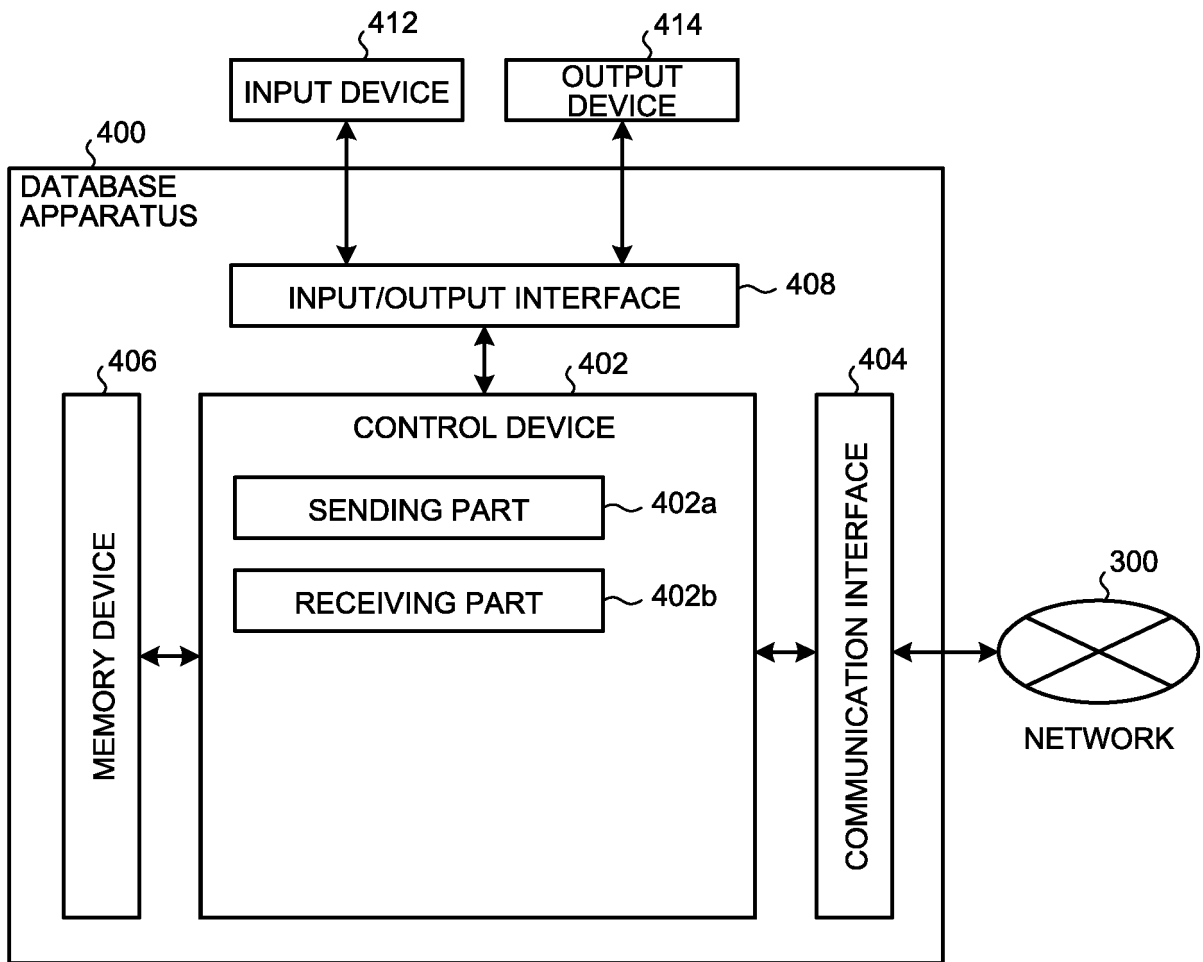 412
414
INPUT DEVICE
OUTPUT
DEVICE
400
DATABASE
APPARATUS
INPUT/OUTPUT INTERFACE
408
406
402
404
CONTROL DEVICE
SENDING PART
402a
RECEIVING PART
402b
MEMORY DEVICE
COMMUNICATION INTERFACE
300
NETWORK